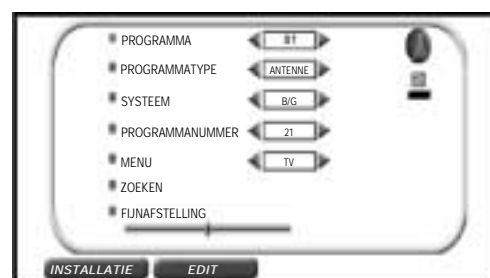 PROGRAMMA
PROGRAMMATYPE ANTENNE
SYSTEEM B/G
PROGRAMMANUMMER 21
MENU TV
ZOEKEN
FIJNAFSTELLING
INSTALLATIE EDIT